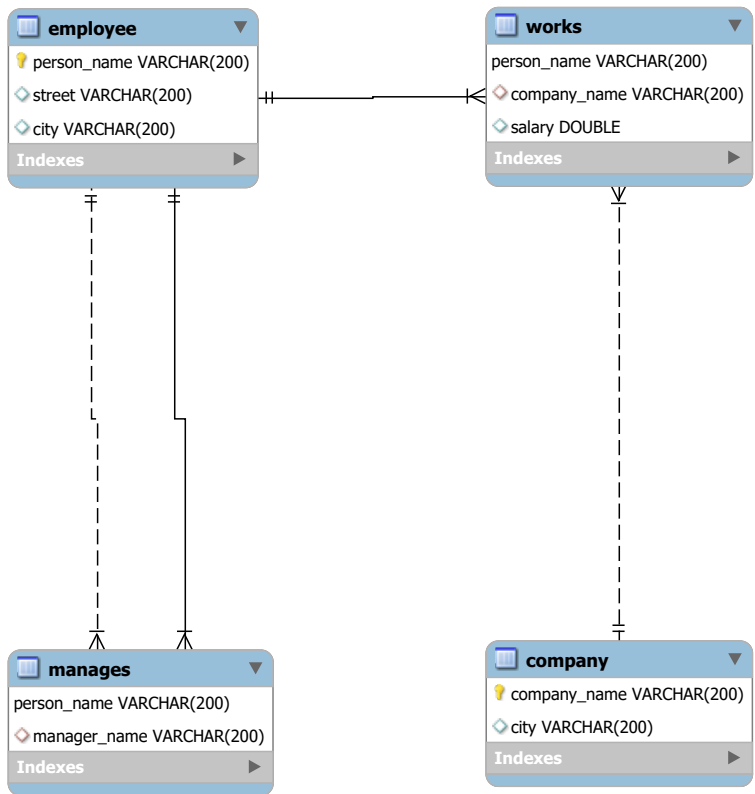 employee
person_name VARCHAR(200)
street VARCHAR(200)
city VARCHAR(200)
Indexes
works
person_name VARCHAR(200)
company_name VARCHAR(200)
salary DOUBLE
Indexes
manages
person_name VARCHAR(200)
manager_name VARCHAR(200)
Indexes
company
company_name VARCHAR(200)
city VARCHAR(200)
Indexes